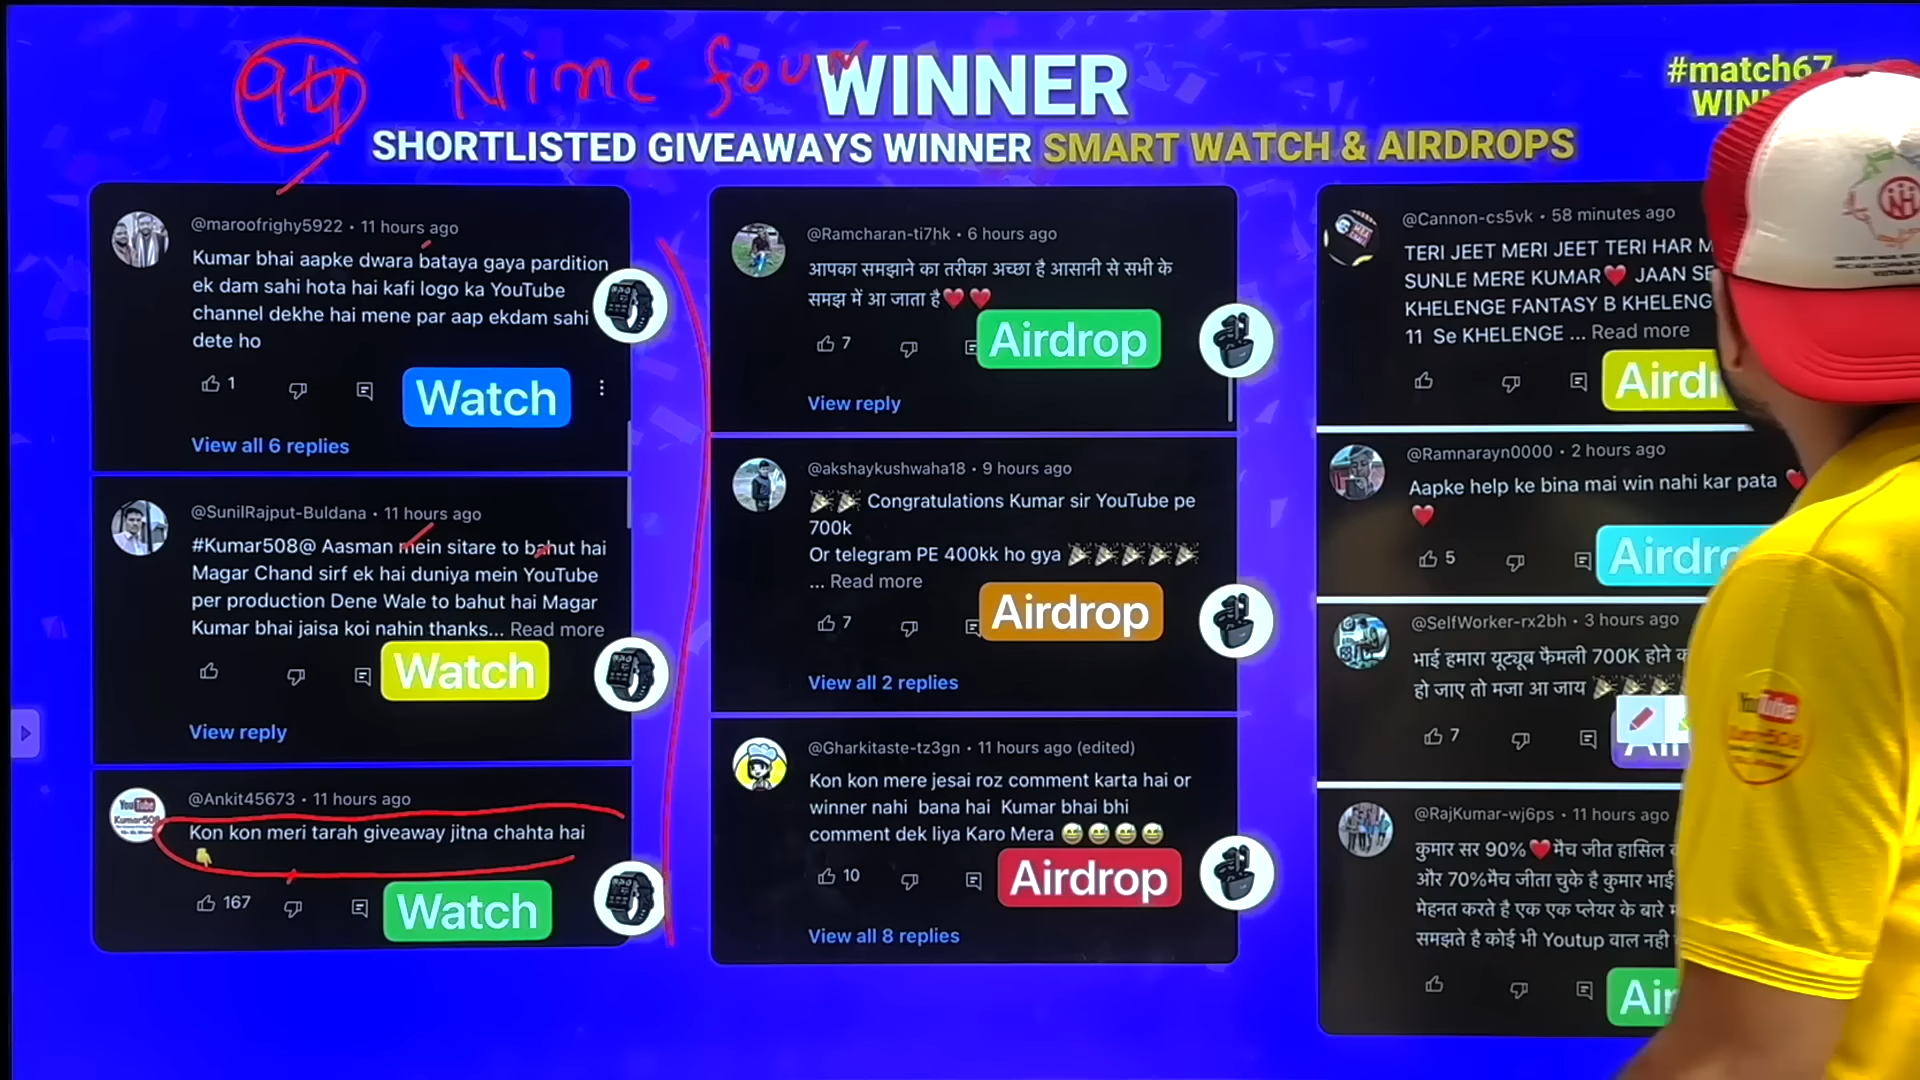 94 Nine four
WINNER
#match67
SHORTLISTED GIVEAWAYS WINNER SMART WATCH & AIRDROPS
@maroofrighy5922 • 11 hours ago
Kumar bhai aapke dwara bataya gaya pardition
ek dam sahi hota hai kafi logo ka YouTube
channel dekhe hai mene par aap ekdam sahi
dete ho
1
Watch
View all 6 replies
@SunilRajput-Buldana • 11 hours ago
#Kumar508@ Aasman mein sitare to bahut hai
Magar Chand sirf ek hai duniya mein YouTube
per production Dene Wale to bahut hai Magar
Kumar bhai jaisa koi nahin thanks... Read more
Watch
View reply
@Ankit45673 • 11 hours ago
YouTube
Kumar508
Kon kon meri tarah giveaway jitna chahta hai
👇
167
Watch
@Ramcharan-ti7hk • 6 hours ago
आपका समझाने का तरीका अच्छा है आसानी से सभी के
समझ में आ जाता है❤️ ❤️
7
Airdrop
View reply
@akshaykushwaha18 • 9 hours ago
🎉🎉 Congratulations Kumar sir YouTube pe
700k
Or telegram PE 400kk ho gya 🎉🎉🎉🎉🎉
... Read more
7
Airdrop
View all 2 replies
@Gharkitaste-tz3gn • 11 hours ago (edited)
Kon kon mere jesai roz comment karta hai or
winner nahi bana hai Kumar bhai bhi
comment dek liya Karo Mera 😅😅😅😅
10
Airdrop
View all 8 replies
@Cannon-cs5vk • 58 minutes ago
TERI JEET MERI JEET TERI HAR
SUNLE MERE KUMAR❤️ JAAN
KHELENGE FANTASY B
11 Se KHELENGE ... Read more
@Ramnarayn0000 • 2 hours ago
Aapke help ke bina mai win nahi kar pata ❤️
❤️
5
@SelfWorker-rx2bh • 3 hours ago
भाई हमारा यूट्यूब फैमली 700K होने
हो जाए तो मजा आ जाय 🎉🎉🎉
7
@RajKumar-wj6ps • 11 hours ago
कुमार सर 90%❤️मैच जीत हासिल
और 70%मैच जीता चुके है कुमार भाई
मेहनत करते है एक एक प्लेयर के बारे
समझते है कोई भी Youtup वाल नही
NH
YouTube